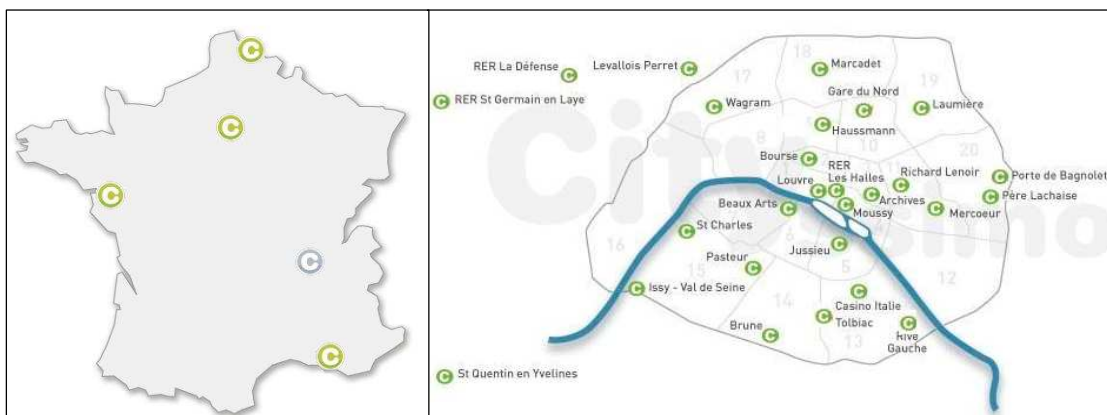 C
C
C
C
C
Cityssimo
18
17
19
8
9
10
20
11
16
15
6
5
12
14
13
RER La Défense
Levallois Perret
Marcadet
Gare du Nord
RER St Germain en Laye
Wagram
Laumière
Haussmann
Bourse
RER
Les Halles
Richard Lenoir
Porte de Bagnolet
Louvre
Père Lachaise
Archives
Beaux Arts
Moussy
Mercoeur
St Charles
Jussieu
Pasteur
Issy - Val de Seine
Casino Italie
Tolbiac
Brune
Rive
Gauche
St Quentin en Yvelines